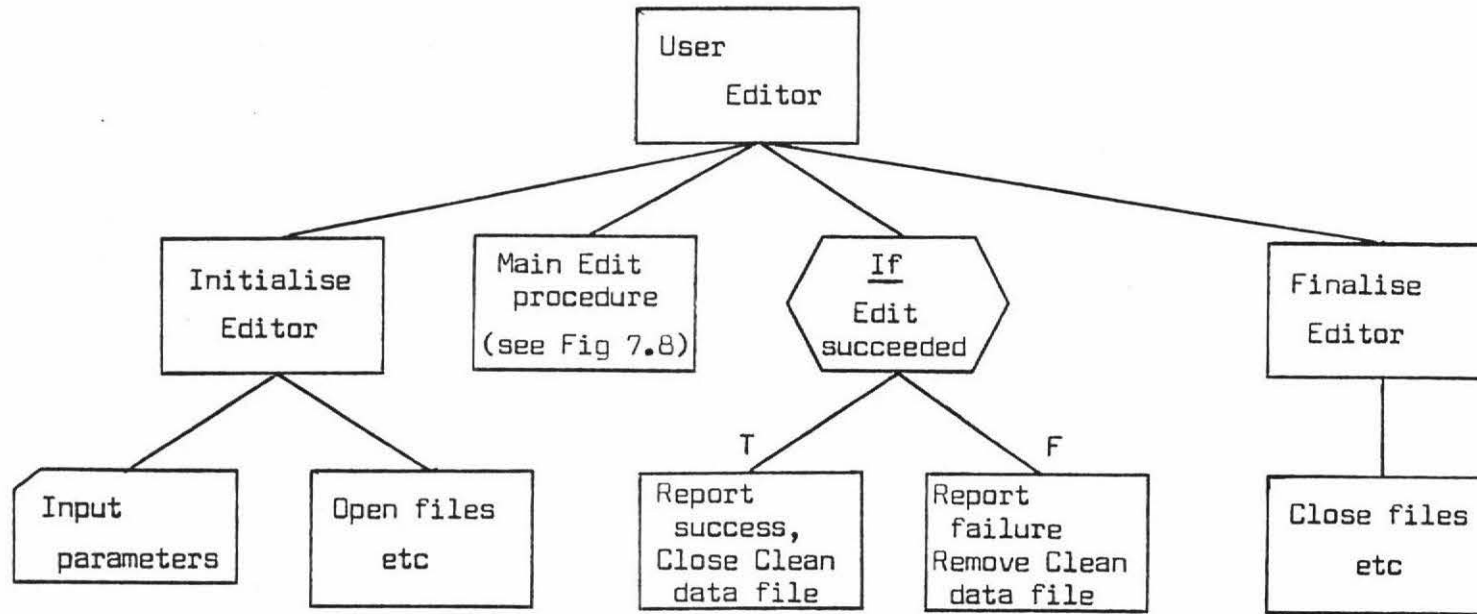 User
Editor
Initialise
Editor
Main Edit
procedure
(see Fig 7.8)
If
Edit
succeeded
Finalise
Editor
T
F
Input
parameters
Open files
etc
Report
success,
Close Clean
data file
Report
failure
Remove Clean
data file
Close files
etc